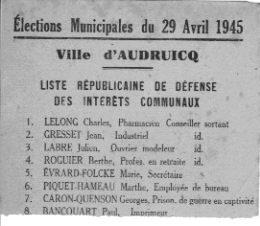 Élections Municipales du 29 Avril 1945
Ville d'AUDRUICQ
LISTE RÉPUBLICAINE DE DÉFENSE
DES INTÉRÊTS COMMUNAUX
1. LELONG Charles, Pharmacien Conseiller sortant
2. GRESSET Jean, Industriel id.
3. LABRE Julien, Ouvrier modeleur id.
4. ROGUIER Berthe, Profes. en retraite id.
5. ÉVRARD-FOLCKE Marie, Secrétaire
6. PIQUET-HAMEAU Marthe, Employée de bureau
7. CARON-QUENSON Georges, Prison. de guerre en captivité
8. BANCOUART Paul, Imprimeur